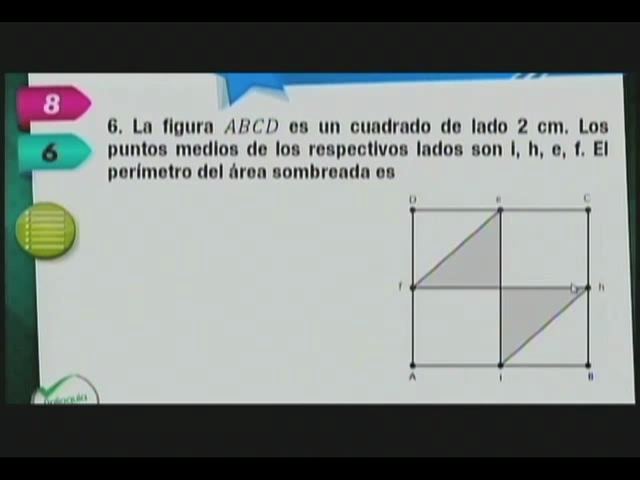 8
6
6. La figura ABCD es un cuadrado de lado 2 cm. Los
puntos medios de los respectivos lados son i, h, e, f. El
perímetro del área sombreada es
D e C
f h
A i B